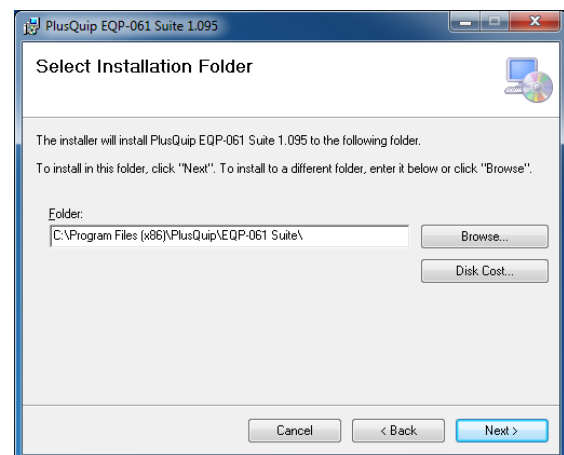 PlusQuip EQP-061 Suite 1.095
Select Installation Folder
The installer will install PlusQuip EQP-061 Suite 1.095 to the following folder.
To install in this folder, click "Next". To install to a different folder, enter it below or click "Browse".
Folder:
C:\Program Files (x86)\PlusQuip\EQP-061 Suite\
Browse...
Disk Cost...
Cancel
< Back
Next >